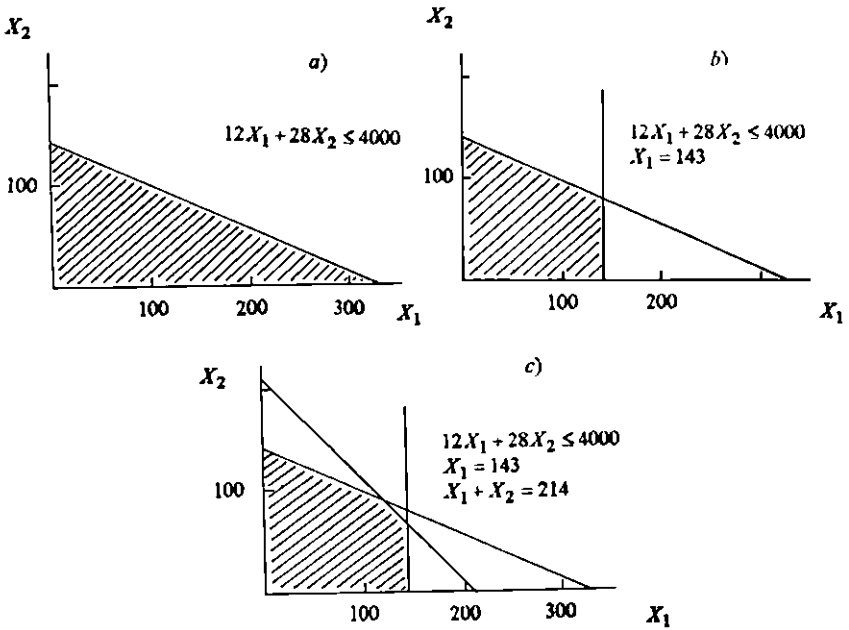 X₂
a)
12X₁ + 28X₂ ≤ 4000
100
100 200 300 X₁
X₂
b)
12X₁ + 28X₂ ≤ 4000
X₁ = 143
100
100 200 X₁
X₂
c)
12X₁ + 28X₂ ≤ 4000
X₁ = 143
X₁ + X₂ = 214
100
100 200 300 X₁